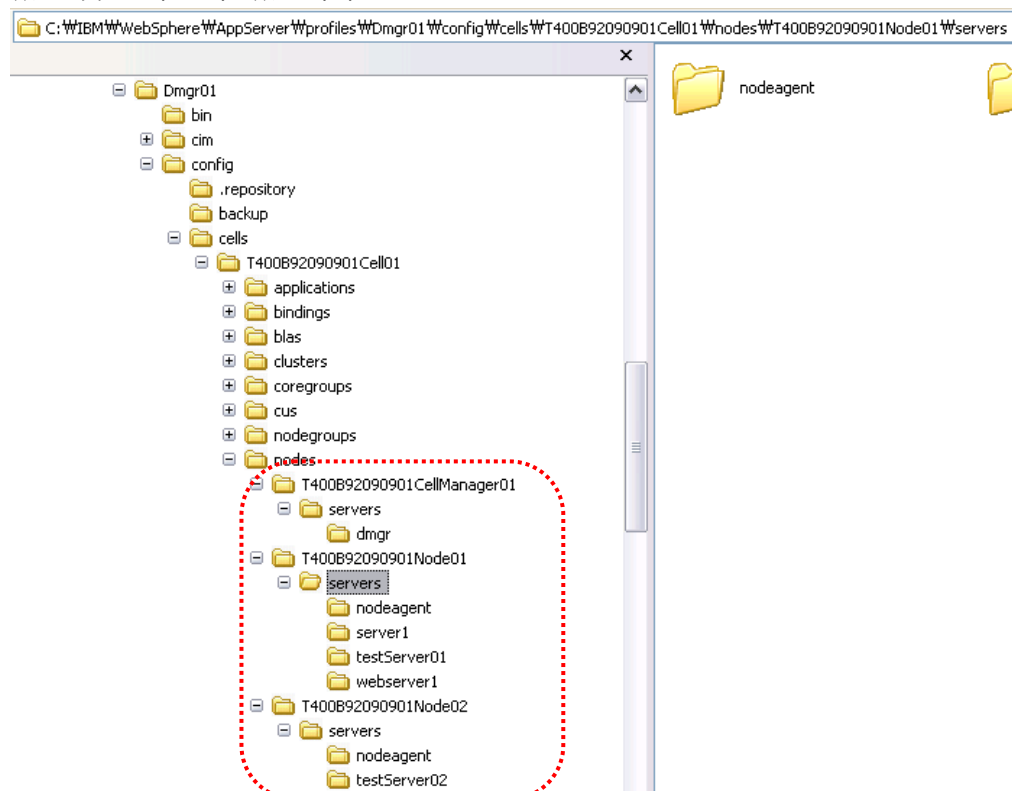 C:₩IBM₩WebSphere₩AppServer₩profiles₩Dmgr01₩config₩cells₩T400B92090901Cell01₩nodes₩T400B92090901Node01₩servers
Dmgr01
bin
cim
config
.repository
backup
cells
T400B92090901Cell01
applications
bindings
blas
clusters
coregroups
cus
nodegroups
nodes
T400B92090901CellManager01
servers
dmgr
T400B92090901Node01
servers
nodeagent
server1
testServer01
webserver1
T400B92090901Node02
servers
nodeagent
testServer02
nodeagent